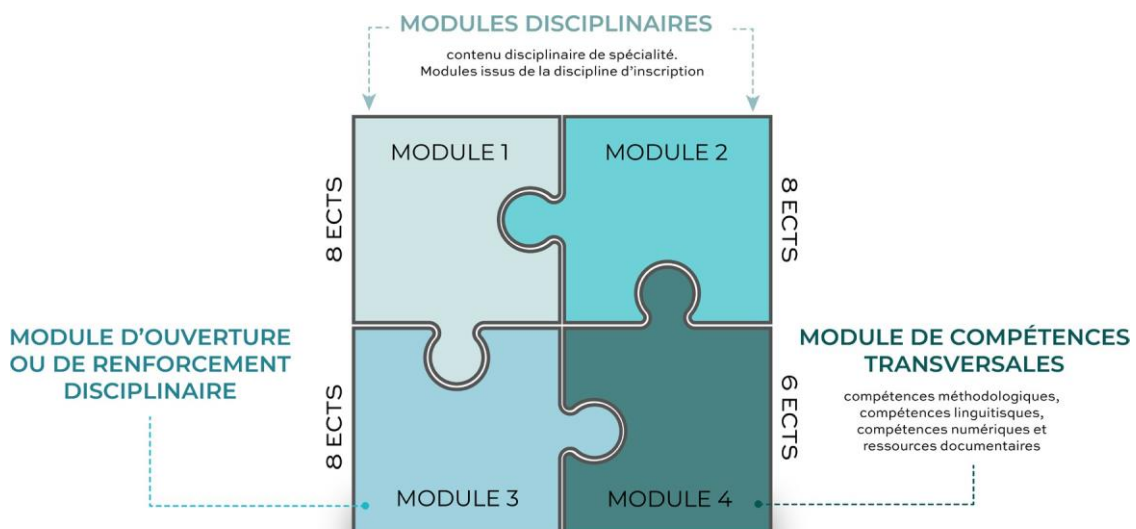 MODULES DISCIPLINAIRES
contenu disciplinaire de spécialité.
Modules issus de la discipline d'inscription
MODULE 1
MODULE 2
8 ECTS
8 ECTS
MODULE D'OUVERTURE
OU DE RENFORCEMENT
DISCIPLINAIRE
8 ECTS
6 ECTS
MODULE DE COMPÉTENCES
TRANSVERSALES
compétences méthodologiques,
compétences linguitisques,
compétences numériques et
ressources documentaires
MODULE 3
MODULE 4